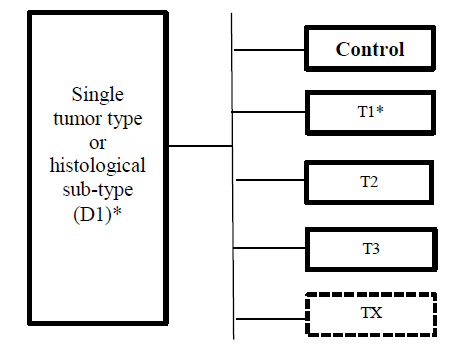 Single
tumor type
or
histological
sub-type
(D1)*
Control
T1*
T2
T3
TX